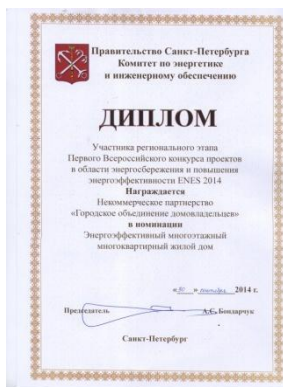 Правительство Санкт-Петербурга
Комитет по энергетике
и инженерному обеспечению
ДИПЛОМ
Участника регионального этапа
Первого Всероссийского конкурса проектов
в области энергосбережения и повышения
энергоэффективности ENES 2014
Награждается
Некоммерческое партнерство
«Городское объединение домовладельцев»
в номинации
Энергоэффективный многоэтажный
многоквартирный жилой дом
«30» сентября 2014 г.
Председатель А.С. Бондарчук
Санкт-Петербург